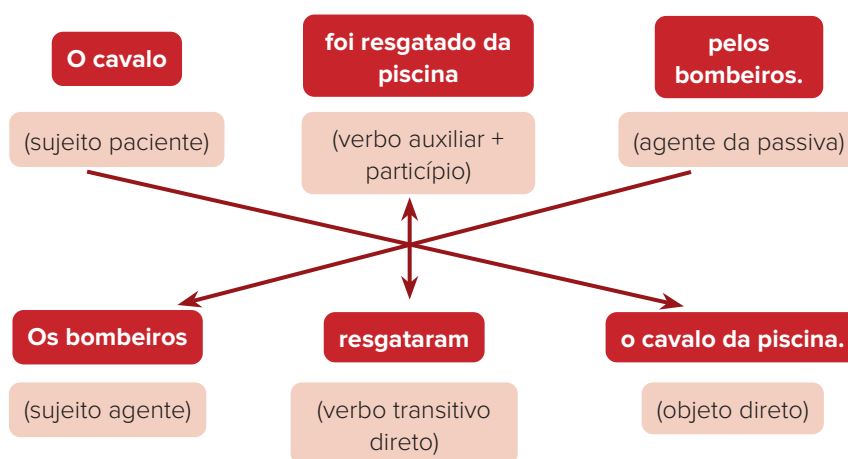 O cavalo
foi resgatado da
piscina
pelos
bombeiros.
(sujeito paciente)
(verbo auxiliar +
particípio)
(agente da passiva)
Os bombeiros
resgataram
o cavalo da piscina.
(sujeito agente)
(verbo transitivo
direto)
(objeto direto)